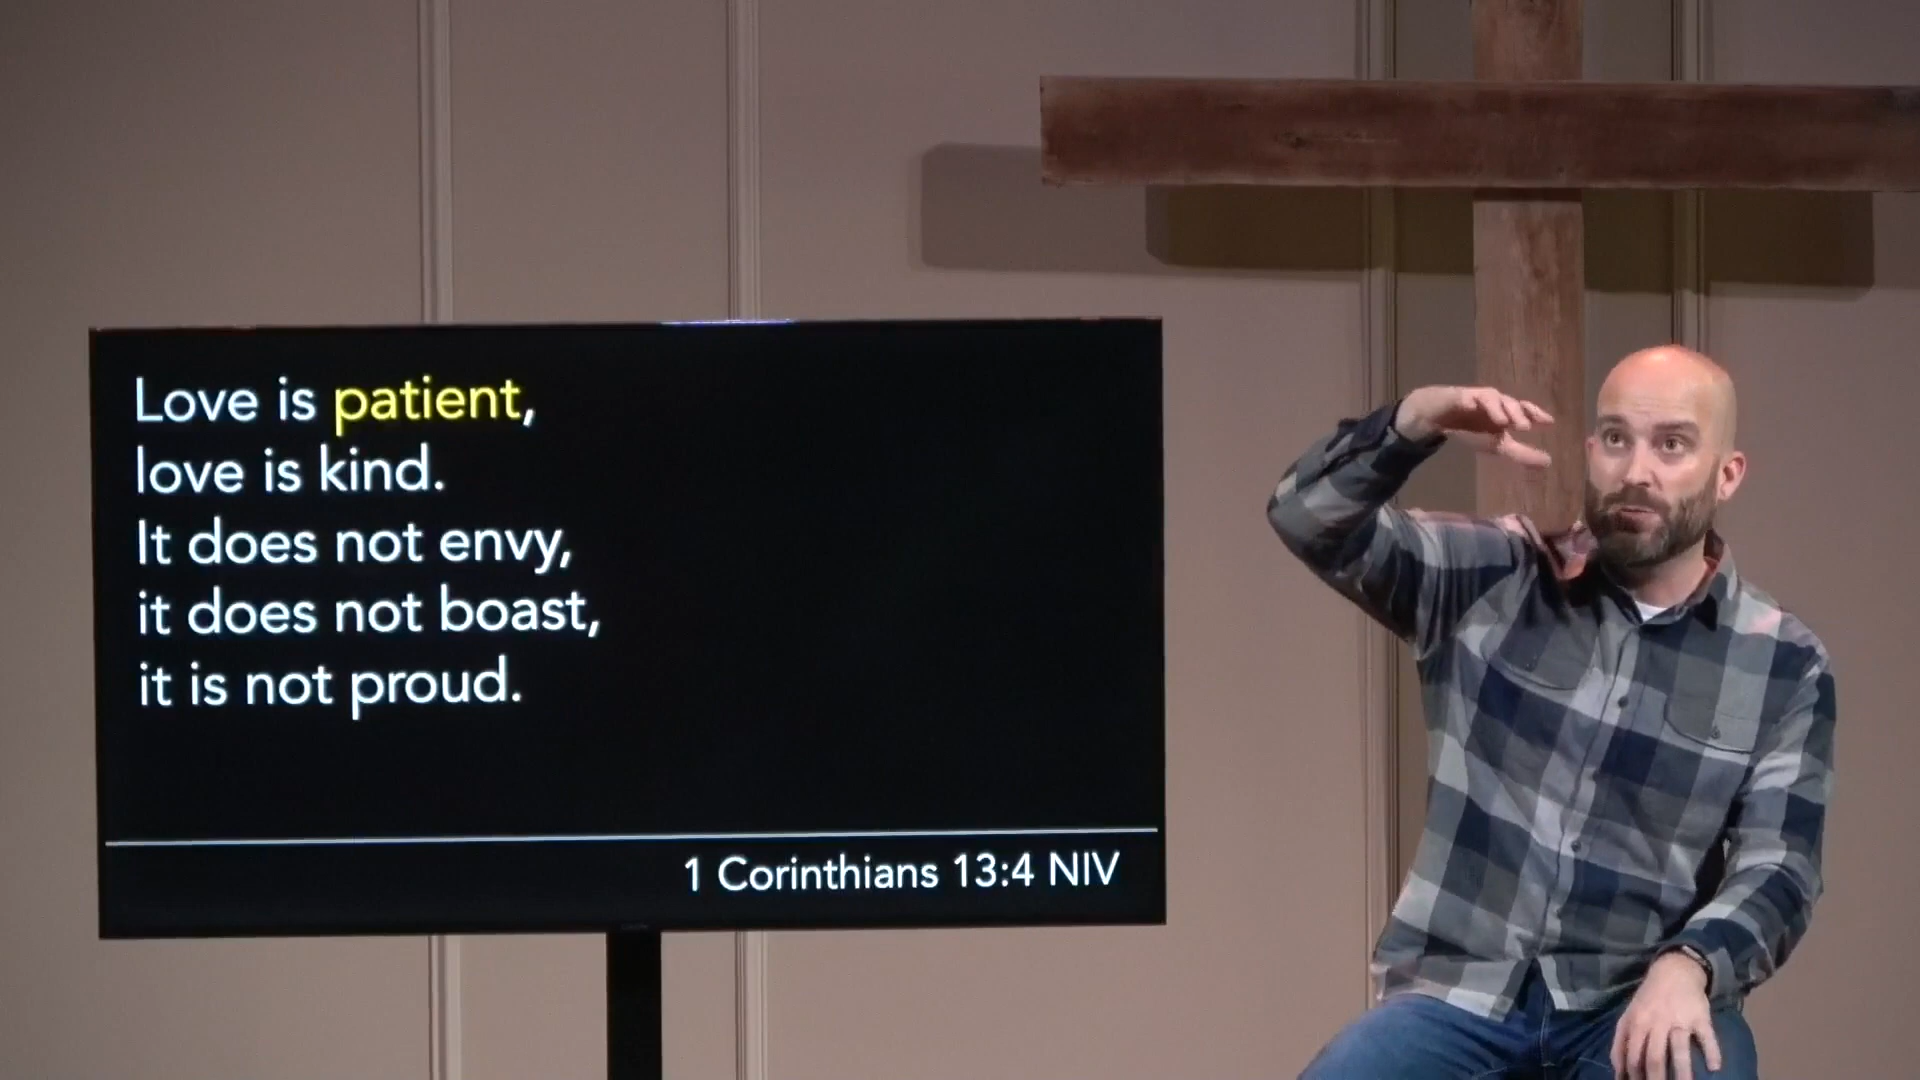 Love is patient,
love is kind.
It does not envy,
it does not boast,
it is not proud.
1 Corinthians 13:4 NIV